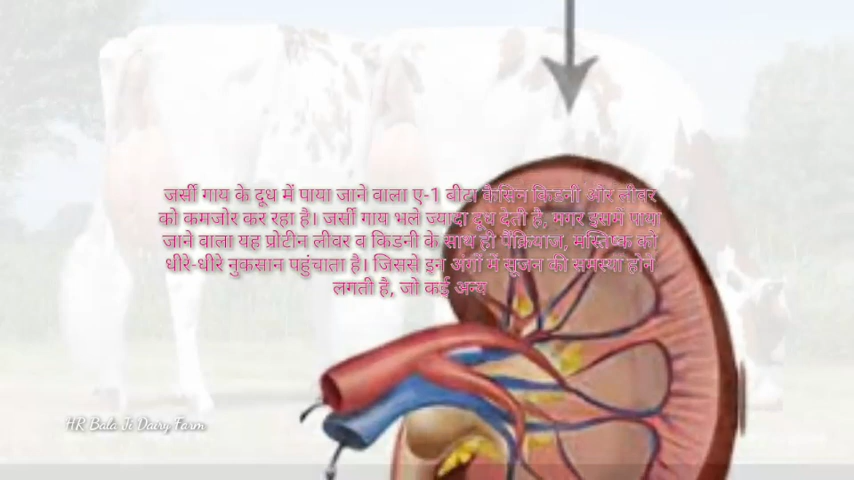 जर्सी गाय के दूध में पाया जाने वाला ए-1 बीटा कैसिन किडनी और लीवर
को कमजोर कर रहा है। जर्सी गाय भले ज्यादा दूध देती है, मगर इसमें पाया
जाने वाला यह प्रोटीन लीवर व किडनी के साथ ही पैंक्रियाज, मस्तिष्क को
धीरे-धीरे नुकसान पहुंचाता है। जिससे इन अंगों में सूजन की समस्या होने
लगती है, जो कई अन्य
HR Bala Ji Dairy Farm